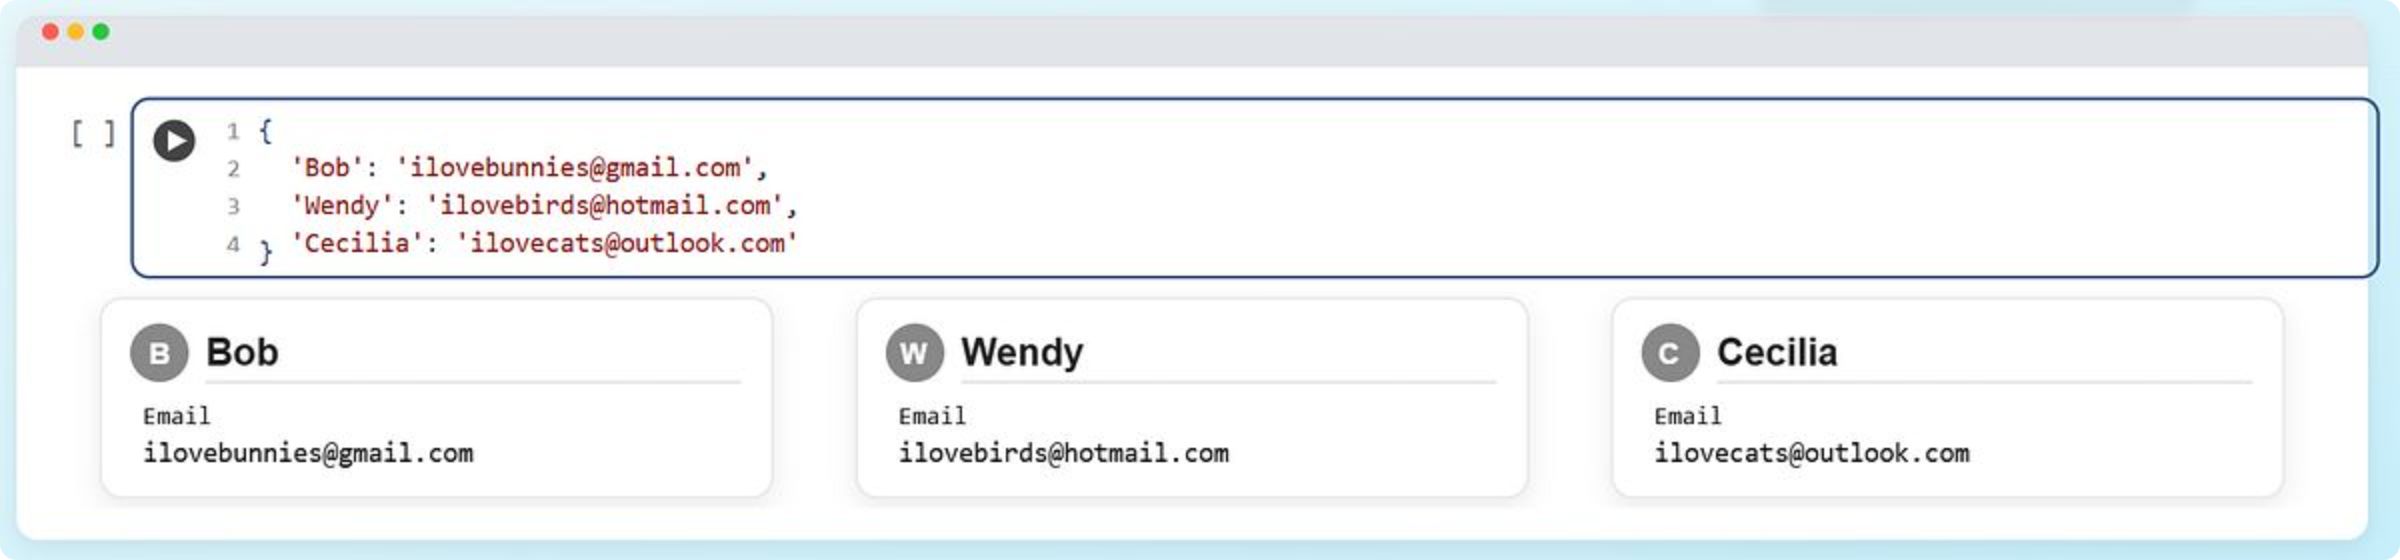 [ ]
1 {
2 'Bob': 'ilovebunnies@gmail.com',
3 'Wendy': 'ilovebirds@hotmail.com',
4 } 'Cecilia': 'ilovecats@outlook.com'
B Bob
Email
ilovebunnies@gmail.com
W Wendy
Email
ilovebirds@hotmail.com
C Cecilia
Email
ilovecats@outlook.com